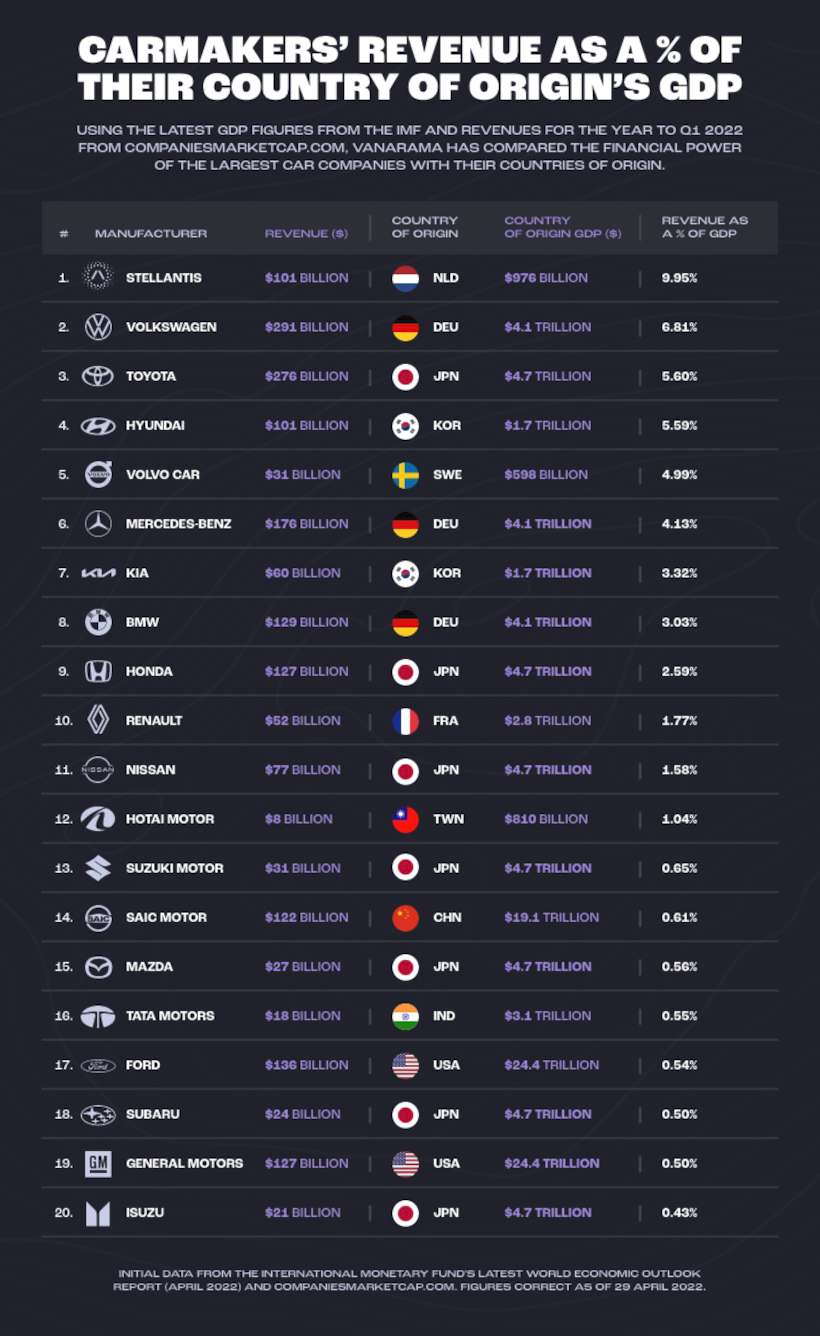 CARMAKERS' REVENUE AS A % OF
THEIR COUNTRY OF ORIGIN'S GDP
USING THE LATEST GDP FIGURES FROM THE IMF AND REVENUES FOR THE YEAR TO Q1 2022
FROM COMPANIESMARKETCAP.COM, VANARAMA HAS COMPARED THE FINANCIAL POWER
OF THE LARGEST CAR COMPANIES WITH THEIR COUNTRIES OF ORIGIN.
# MANUFACTURER REVENUE ($) COUNTRY OF ORIGIN COUNTRY OF ORIGIN GDP ($) REVENUE AS A % OF GDP
1. STELLANTIS $101 BILLION NLD $976 BILLION 9.95%
2. VOLKSWAGEN $291 BILLION DEU $4.1 TRILLION 6.81%
3. TOYOTA $276 BILLION JPN $4.7 TRILLION 5.60%
4. HYUNDAI $101 BILLION KOR $1.7 TRILLION 5.59%
5. VOLVO VOLVO CAR $31 BILLION SWE $598 BILLION 4.99%
6. MERCEDES-BENZ $176 BILLION DEU $4.1 TRILLION 4.13%
7. KIA KIA $60 BILLION KOR $1.7 TRILLION 3.32%
8. BMW BMW $129 BILLION DEU $4.1 TRILLION 3.03%
9. HONDA $127 BILLION JPN $4.7 TRILLION 2.59%
10. RENAULT $52 BILLION FRA $2.8 TRILLION 1.77%
11. NISSAN NISSAN $77 BILLION JPN $4.7 TRILLION 1.58%
12. HOTAI MOTOR $8 BILLION TWN $810 BILLION 1.04%
13. SUZUKI MOTOR $31 BILLION JPN $4.7 TRILLION 0.65%
14. SAIC SAIC MOTOR $122 BILLION CHN $19.1 TRILLION 0.61%
15. MAZDA $27 BILLION JPN $4.7 TRILLION 0.56%
16. TATA MOTORS $18 BILLION IND $3.1 TRILLION 0.55%
17. Ford FORD $136 BILLION USA $24.4 TRILLION 0.54%
18. SUBARU $24 BILLION JPN $4.7 TRILLION 0.50%
19. GM GENERAL MOTORS $127 BILLION USA $24.4 TRILLION 0.50%
20. ISUZU $21 BILLION JPN $4.7 TRILLION 0.43%
INITIAL DATA FROM THE INTERNATIONAL MONETARY FUND'S LATEST WORLD ECONOMIC OUTLOOK
REPORT (APRIL 2022) AND COMPANIESMARKETCAP.COM. FIGURES CORRECT AS OF 29 APRIL 2022.